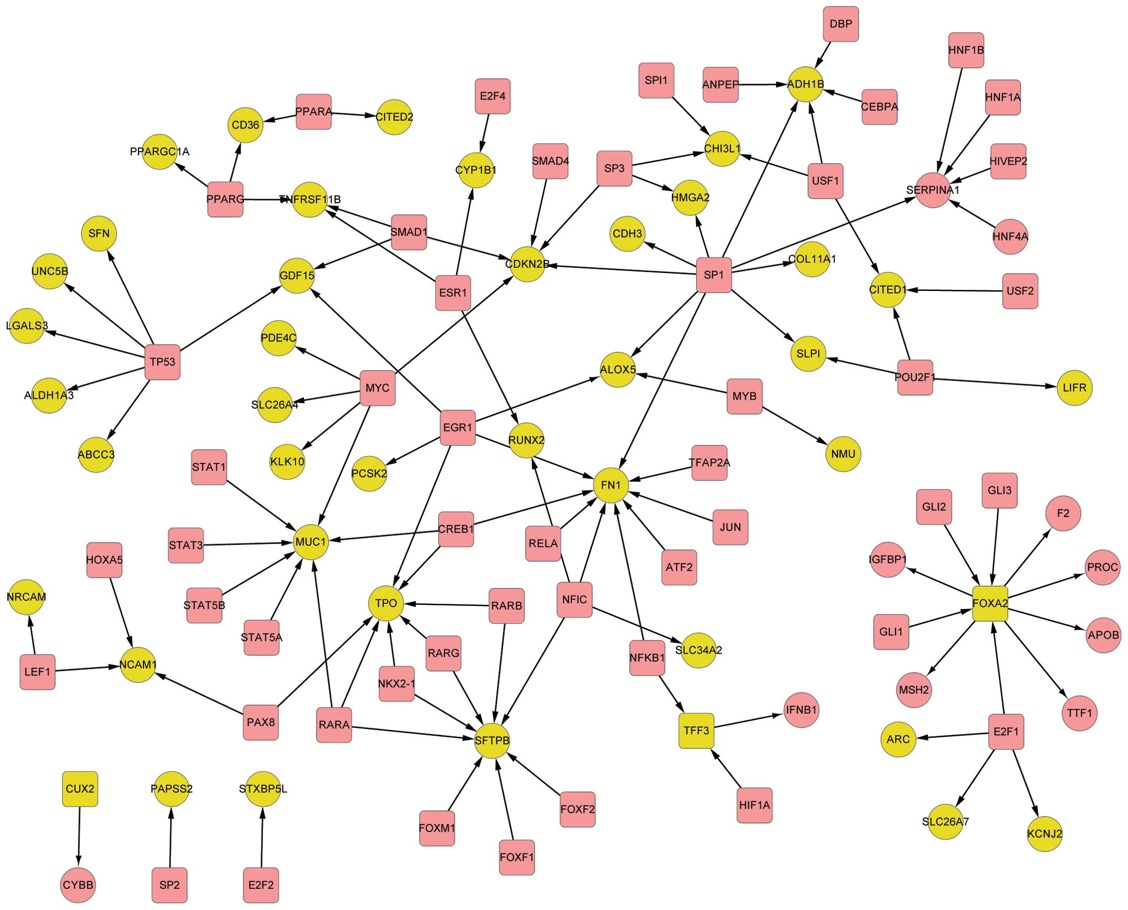 DBP
HNF1B
SPI1
ANPEP
ADH1B
E2F4
HNF1A
CEBPA
PPARA
CITED2
CD36
PPARGC1A
CHI3L1
CYP1B1
SMAD4
SP3
HIVEP2
USF1
SERPINA1
PPARG
TNFRSF11B
HMGA2
SFN
SMAD1
CDH3
HNF4A
UNC5B
GDF15
CDKN2B
SP1
COL11A1
ESR1
CITED1
USF2
LGALS3
PDE4C
TP53
SLPI
ALOX5
POU2F1
LIFR
ALDH1A3
MYC
MYB
SLC26A4
EGR1
RUNX2
ABCC3
NMU
KLK10
PCSK2
STAT1
TFAP2A
FN1
GLI3
GLI2
F2
CREB1
JUN
STAT3
MUC1
RELA
HOXA5
IGFBP1
ATF2
PROC
NRCAM
STAT5B
TPO
RARB
NFIC
FOXA2
STAT5A
GLI1
APOB
RARG
SLC34A2
NFKB1
LEF1
NCAM1
NKX2-1
MSH2
IFNB1
TTF1
PAX8
RARA
TFF3
E2F1
SFTPB
ARC
CUX2
PAPSS2
STXBP5L
HIF1A
FOXF2
SLC26A7
FOXM1
KCNJ2
FOXF1
CYBB
SP2
E2F2